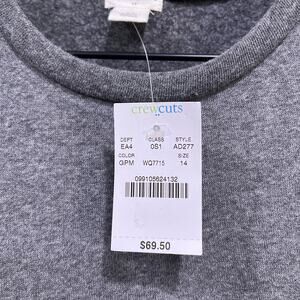 crewcuts
DEPT CLASS STYLE
EA4 0S1 AD277
COLOR SIZE
GPM WQ7715 14
099105624132
$69.50